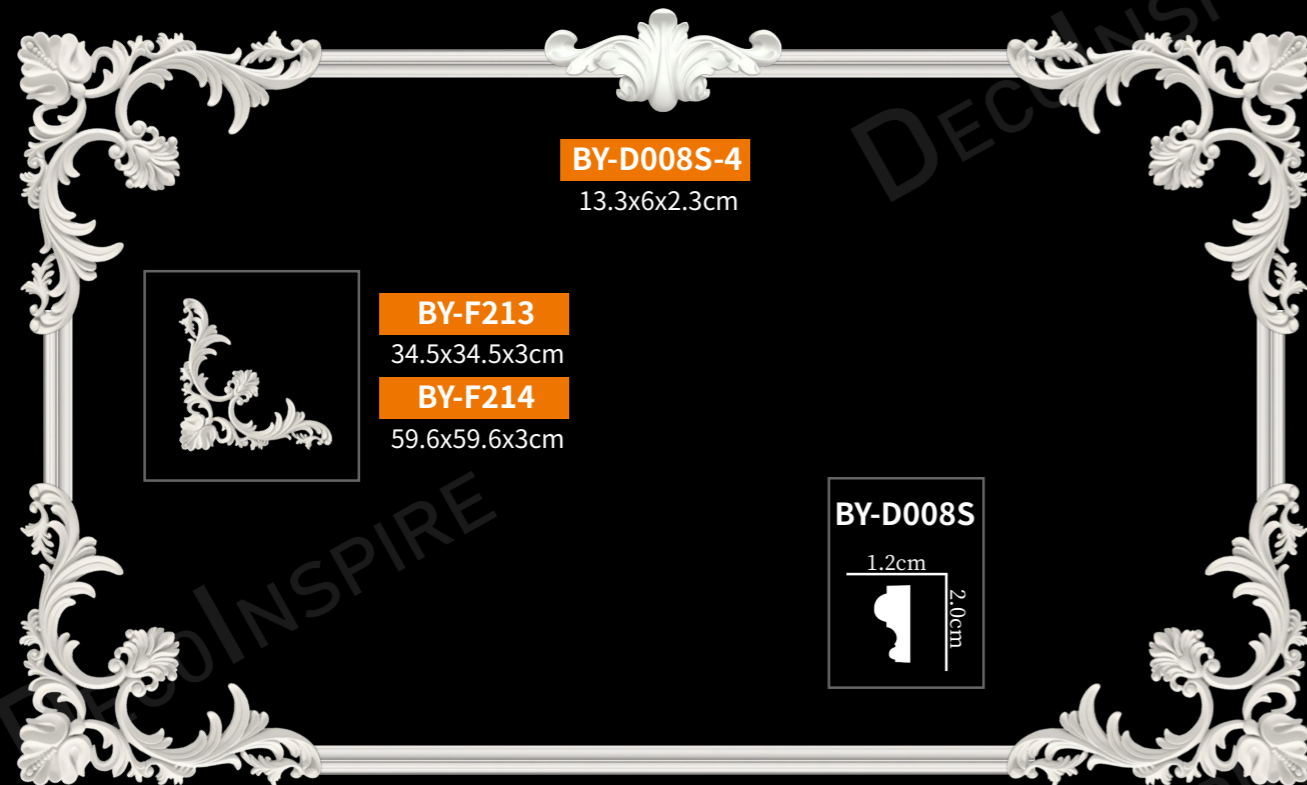 DECOINSPIRE
BY-D008S-4
13.3x6x2.3cm
BY-F213
34.5x34.5x3cm
BY-F214
59.6x59.6x3cm
BY-D008S
1.2cm
2.0cm
DECOINSPIRE